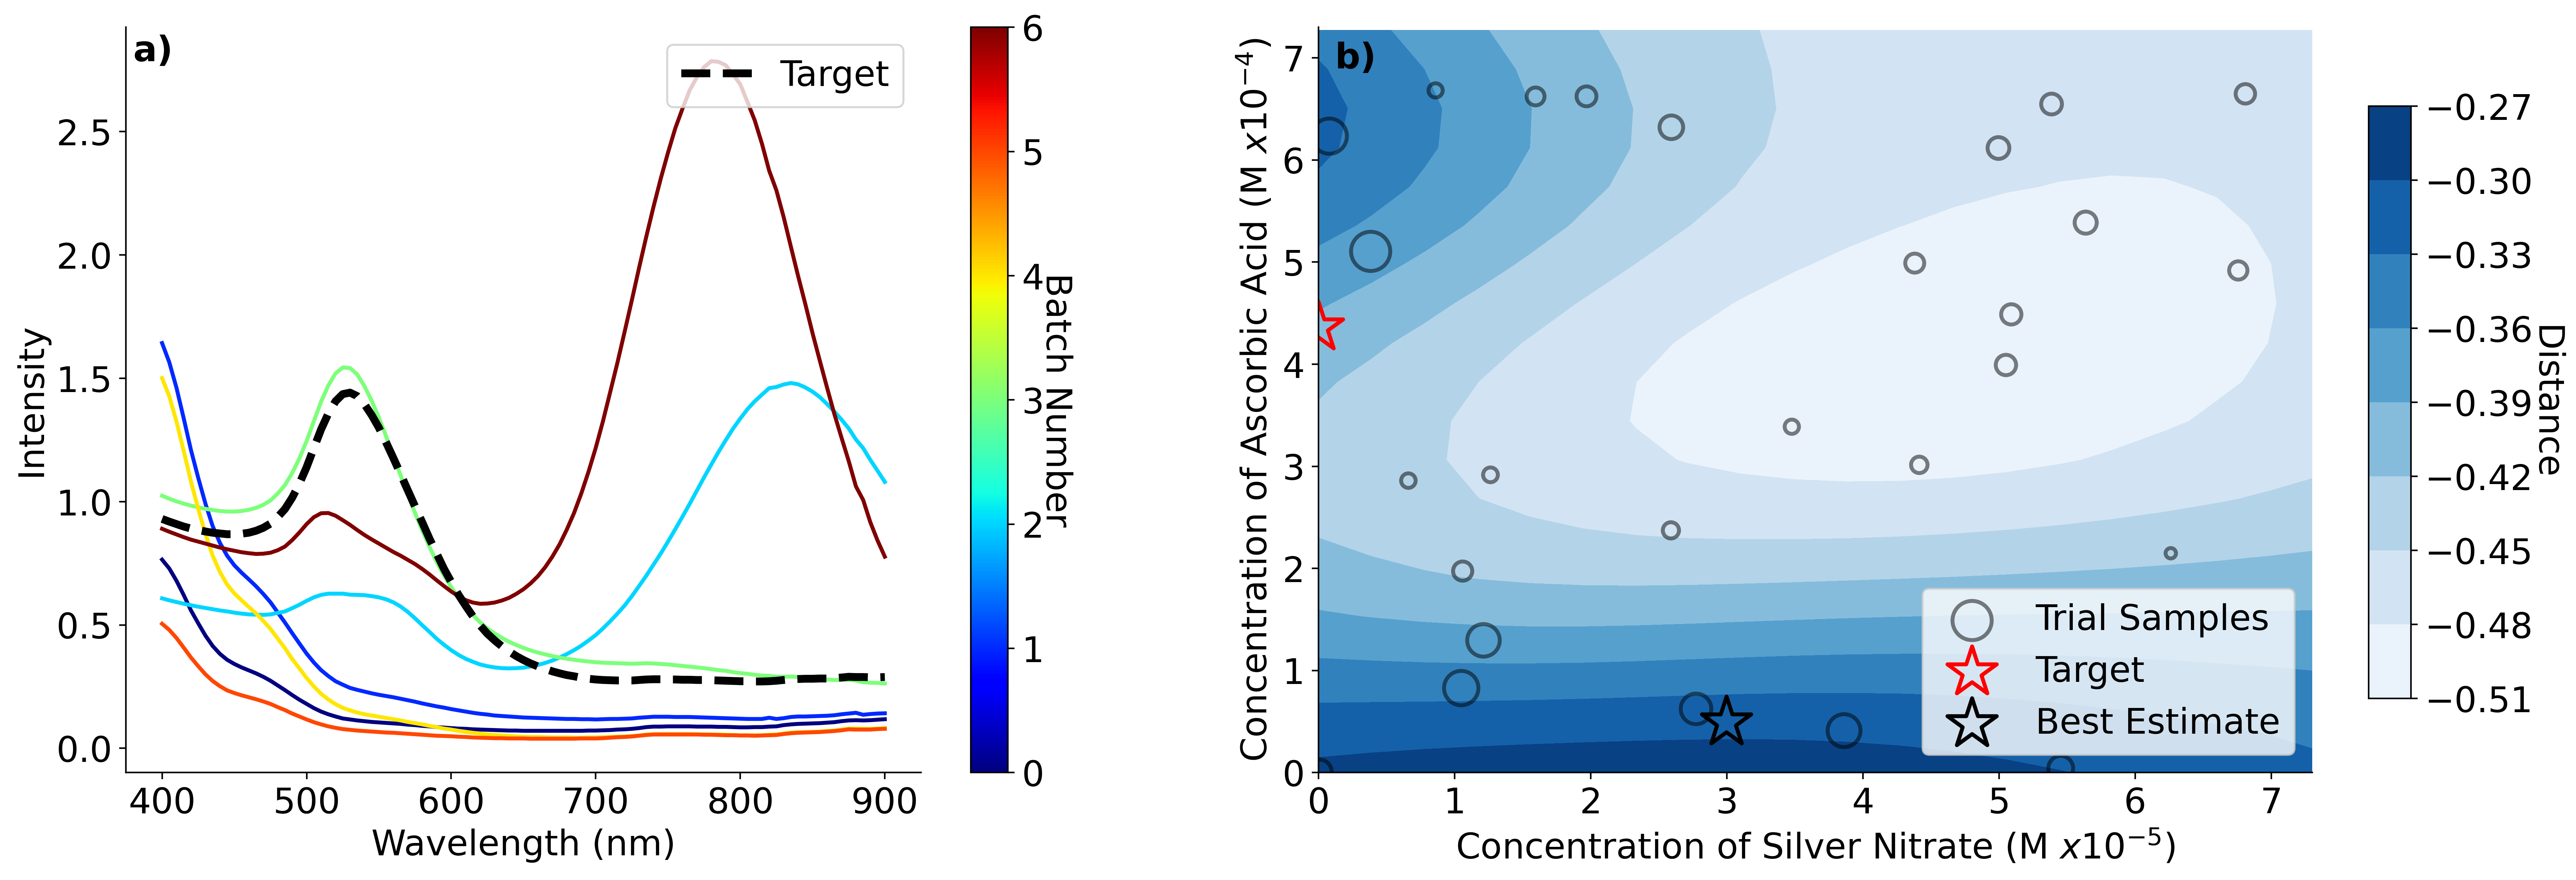 a)
Target
Intensity
2.5
2.0
1.5
1.0
0.5
0.0
400 500 600 700 800 900
Wavelength (nm)
6
5
4
3
2
1
0
Batch Number
b)
Concentration of Ascorbic Acid (M x10⁻⁴)
7
6
5
4
3
2
1
0
Trial Samples
Target
Best Estimate
0 1 2 3 4 5 6 7
Concentration of Silver Nitrate (M x10⁻⁵)
−0.27
−0.30
−0.33
−0.36
−0.39
−0.42
−0.45
−0.48
−0.51
Distance